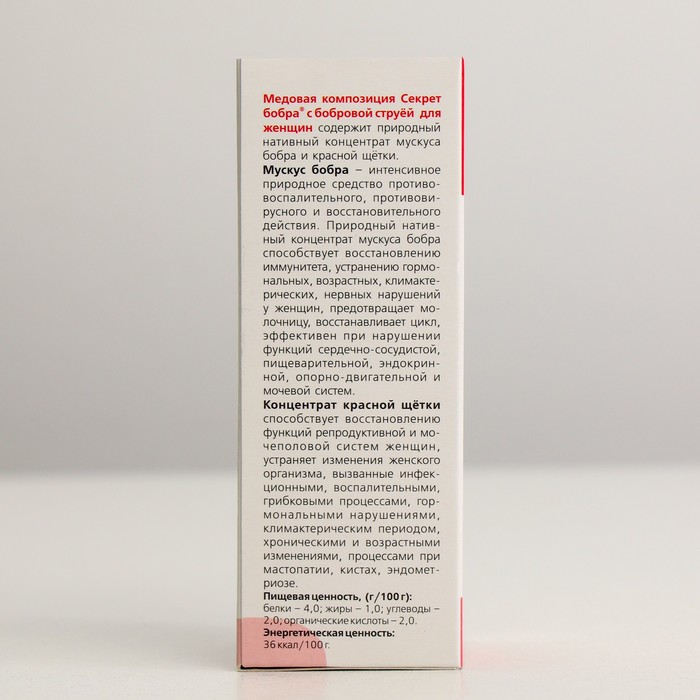 Медовая композиция Секрет
бобра® с бобровой струёй для
женщин содержит природный
нативный концентрат мускуса
бобра и красной щётки.
Мускус бобра – интенсивное
природное средство противо-
воспалительного, противови-
русного и восстановительного
действия. Природный натив-
ный концентрат мускуса бобра
способствует восстановлению
иммунитета, устранению гормо-
нальных, возрастных, климакте-
рических, нервных нарушений
у женщин, предотвращает мо-
лочницу, восстанавливает цикл,
эффективен при нарушении
функций сердечно-сосудистой,
пищеварительной, эндокрин-
ной, опорно-двигательной и
мочевой систем.
Концентрат красной щётки
способствует восстановлению
функций репродуктивной и мо-
чеполовой систем женщин,
устраняет изменения женского
организма, вызванные инфек-
ционными, воспалительными,
грибковыми процессами, гор-
мональными нарушениями,
климактерическим периодом,
хроническими и возрастными
изменениями, процессами при
мастопатии, кистах, эндомет-
риозе.
Пищевая ценность, (г/100 г):
белки – 4,0; жиры – 1,0; углеводы –
2,0; органические кислоты – 2,0.
Энергетическая ценность:
36 ккал/100 г.